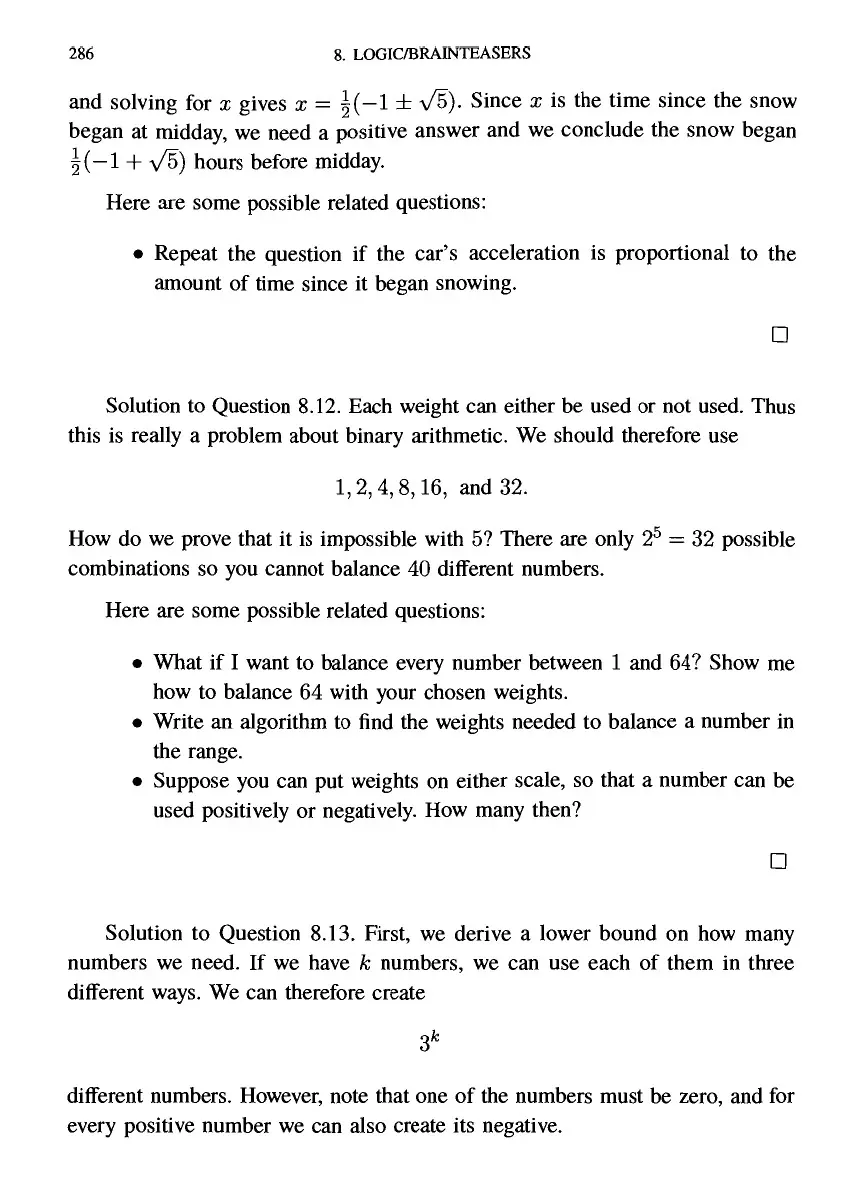 286 8. LOGIC/BRAINTEASERS
and solving for x gives x = ½(−1 ± √5). Since x is the time since the snow
began at midday, we need a positive answer and we conclude the snow began
½(−1 + √5) hours before midday.
Here are some possible related questions:
• Repeat the question if the car's acceleration is proportional to the
amount of time since it began snowing.
□
Solution to Question 8.12. Each weight can either be used or not used. Thus
this is really a problem about binary arithmetic. We should therefore use
1, 2, 4, 8, 16, and 32.
How do we prove that it is impossible with 5? There are only 2⁵ = 32 possible
combinations so you cannot balance 40 different numbers.
Here are some possible related questions:
• What if I want to balance every number between 1 and 64? Show me
how to balance 64 with your chosen weights.
• Write an algorithm to find the weights needed to balance a number in
the range.
• Suppose you can put weights on either scale, so that a number can be
used positively or negatively. How many then?
□
Solution to Question 8.13. First, we derive a lower bound on how many
numbers we need. If we have k numbers, we can use each of them in three
different ways. We can therefore create
3ᵏ
different numbers. However, note that one of the numbers must be zero, and for
every positive number we can also create its negative.